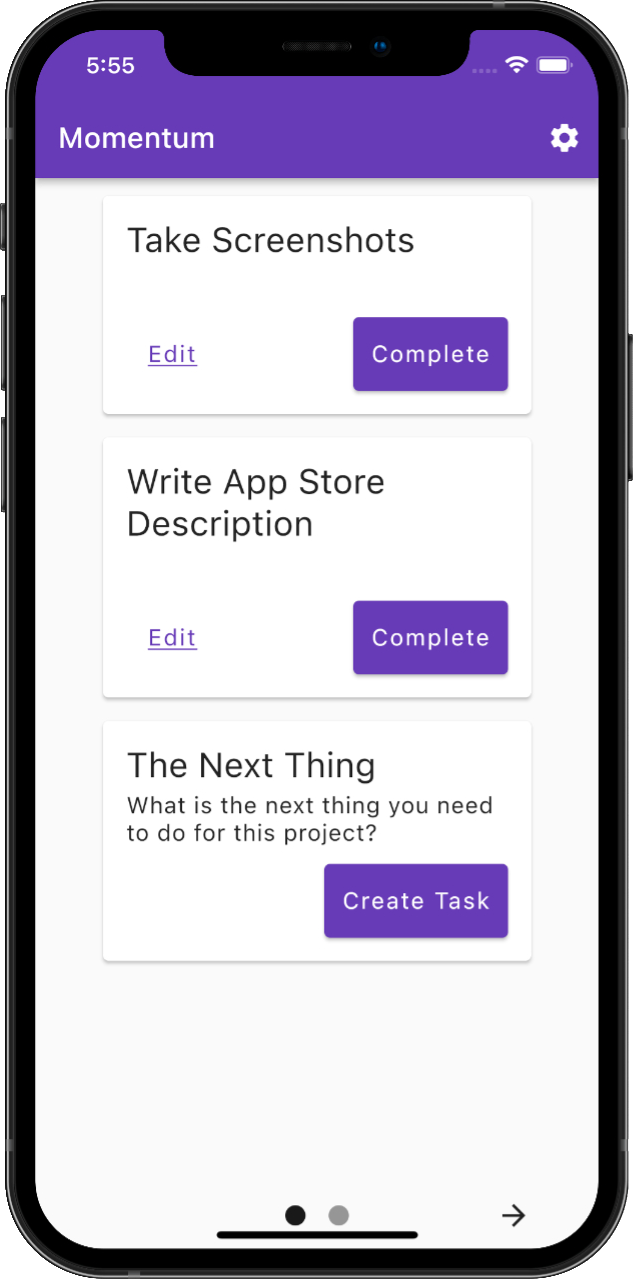 5:55
Momentum
Take Screenshots
Edit
Complete
Write App Store
Description
Edit
Complete
The Next Thing
What is the next thing you need
to do for this project?
Create Task